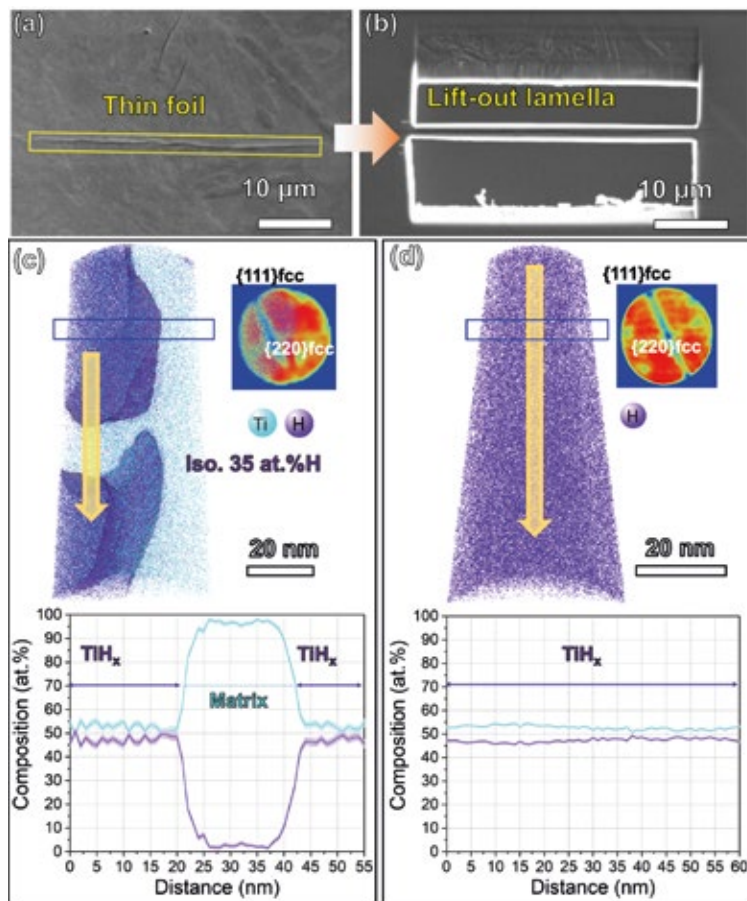 (a)
Thin foil
10 µm
(b)
Lift-out lamella
10 µm
(c)
{111}fcc
{220}fcc
Ti H
Iso. 35 at.%H
20 nm
100
90
80
70
60
50
40
30
20
10
0
Composition (at.%)
TiHx
TiHx
Matrix
0 5 10 15 20 25 30 35 40 45 50 55
Distance (nm)
(d)
{111}fcc
{220}fcc
H
20 nm
100
90
80
70
60
50
40
30
20
10
0
Composition (at.%)
TiHx
0 5 10 15 20 25 30 35 40 45 50 55 60
Distance (nm)